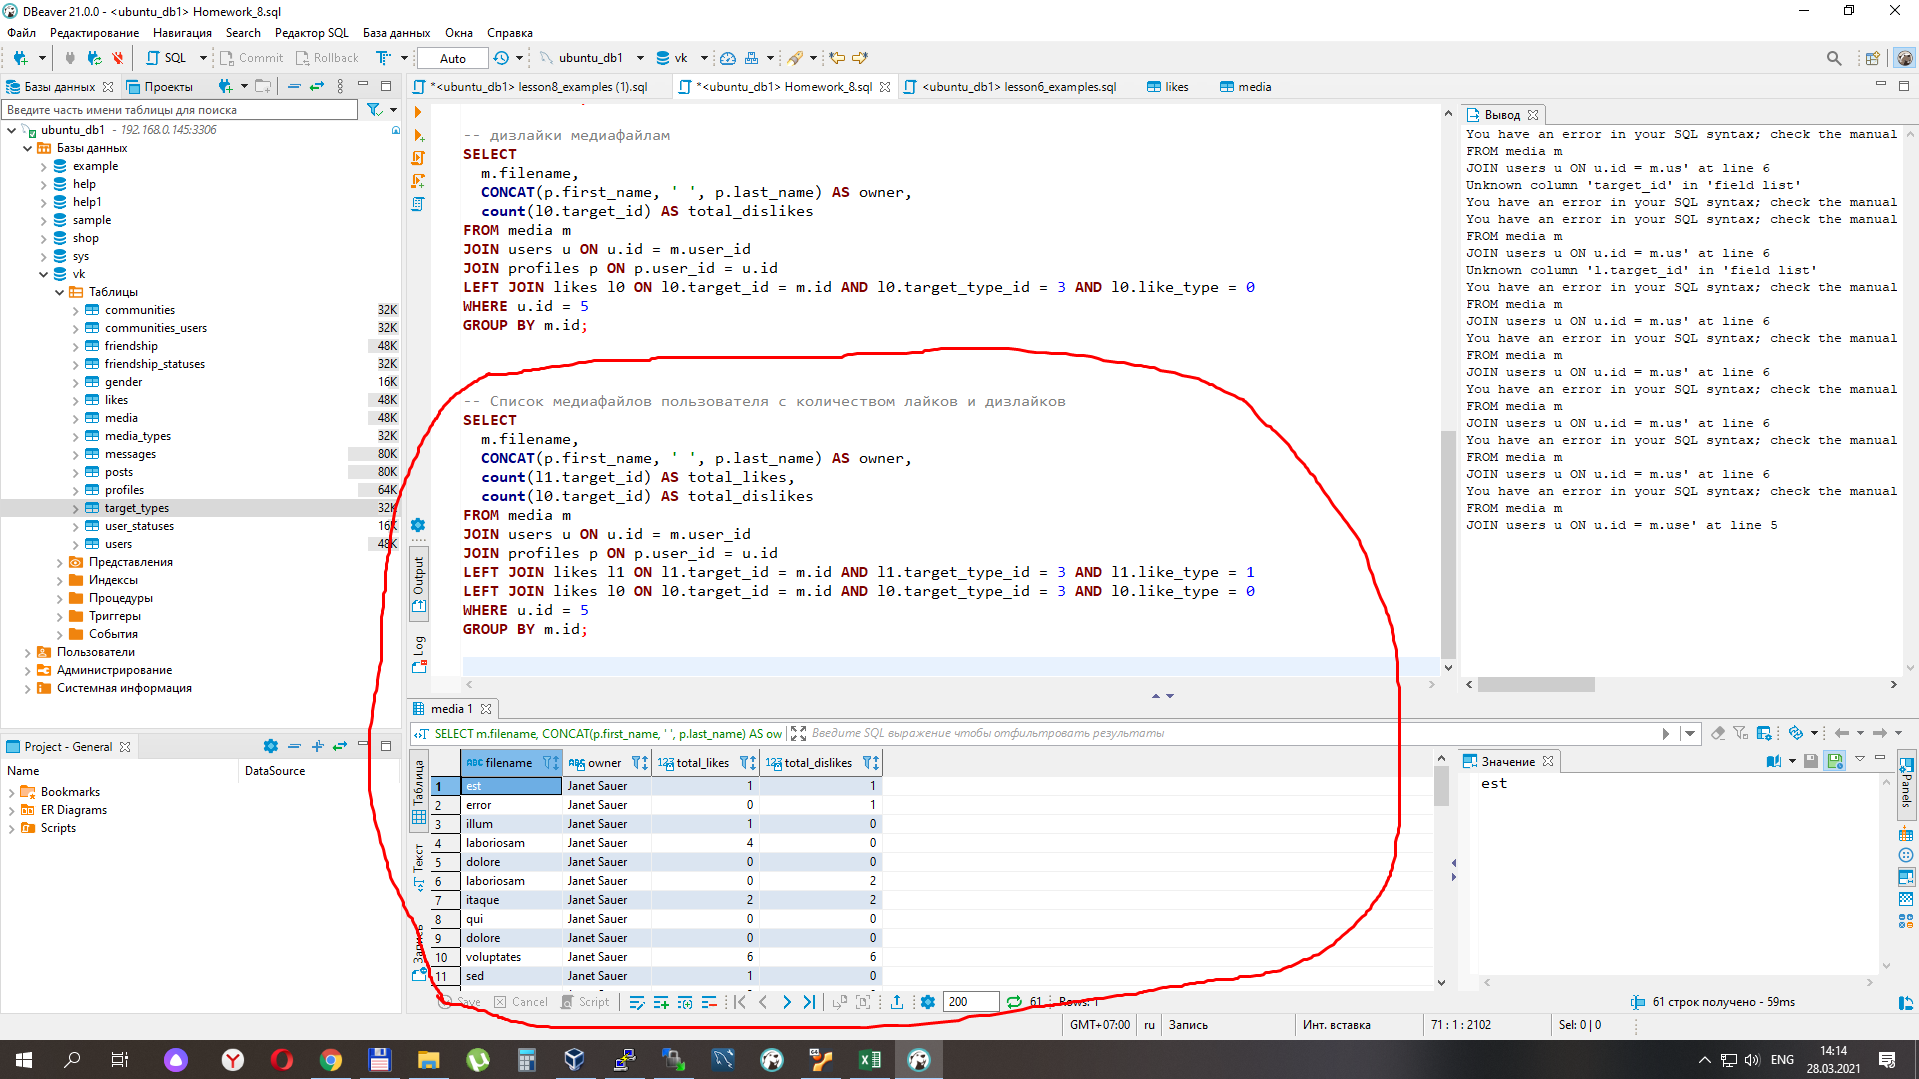 DBeaver 21.0.0 - <ubuntu_db1> Homework_8.sql
Файл Редактирование Навигация Search Редактор SQL База данных Окна Справка
SQL Commit Rollback Auto ubuntu_db1 vk
Базы данных Проекты
*<ubuntu_db1> lesson8_examples (1).sql *<ubuntu_db1> Homework_8.sql <ubuntu_db1> lesson6_examples.sql likes media
Введите часть имени таблицы для поиска
ubuntu_db1 - 192.168.0.145:3306
Базы данных
example
help
help1
sample
shop
sys
vk
Таблицы
communities 32K
communities_users 32K
friendship 48K
friendship_statuses 32K
gender 16K
likes 48K
media 48K
media_types 32K
messages 80K
posts 80K
profiles 64K
target_types 32K
user_statuses 16K
users 48K
Представления
Индексы
Процедуры
Триггеры
События
Пользователи
Администрирование
Системная информация
Project - General
Name DataSource
Bookmarks
ER Diagrams
Scripts
-- дизлайки медиафайлам
SELECT
m.filename,
CONCAT(p.first_name, ' ', p.last_name) AS owner,
count(l0.target_id) AS total_dislikes
FROM media m
JOIN users u ON u.id = m.user_id
JOIN profiles p ON p.user_id = u.id
LEFT JOIN likes l0 ON l0.target_id = m.id AND l0.target_type_id = 3 AND l0.like_type = 0
WHERE u.id = 5
GROUP BY m.id;
-- Список медиафайлов пользователя с количеством лайков и дизлайков
SELECT
m.filename,
CONCAT(p.first_name, ' ', p.last_name) AS owner,
count(l1.target_id) AS total_likes,
count(l0.target_id) AS total_dislikes
FROM media m
JOIN users u ON u.id = m.user_id
JOIN profiles p ON p.user_id = u.id
LEFT JOIN likes l1 ON l1.target_id = m.id AND l1.target_type_id = 3 AND l1.like_type = 1
LEFT JOIN likes l0 ON l0.target_id = m.id AND l0.target_type_id = 3 AND l0.like_type = 0
WHERE u.id = 5
GROUP BY m.id;
Output
Log
Вывод
You have an error in your SQL syntax; check the manual
FROM media m
JOIN users u ON u.id = m.us' at line 6
Unknown column 'target_id' in 'field list'
You have an error in your SQL syntax; check the manual
You have an error in your SQL syntax; check the manual
FROM media m
JOIN users u ON u.id = m.us' at line 6
Unknown column 'l.target_id' in 'field list'
You have an error in your SQL syntax; check the manual
FROM media m
JOIN users u ON u.id = m.us' at line 6
You have an error in your SQL syntax; check the manual
FROM media m
JOIN users u ON u.id = m.us' at line 6
You have an error in your SQL syntax; check the manual
FROM media m
JOIN users u ON u.id = m.us' at line 6
You have an error in your SQL syntax; check the manual
FROM media m
JOIN users u ON u.id = m.us' at line 6
You have an error in your SQL syntax; check the manual
FROM media m
JOIN users u ON u.id = m.use' at line 5
media 1
SELECT m.filename, CONCAT(p.first_name, ' ', p.last_name) AS ow Введите SQL выражение чтобы отфильтровать результаты
Таблица
Текст
Запись
filename owner total_likes total_dislikes
1 est Janet Sauer 1 1
2 error Janet Sauer 0 1
3 illum Janet Sauer 1 0
4 laboriosam Janet Sauer 4 0
5 dolore Janet Sauer 0 0
6 laboriosam Janet Sauer 0 2
7 itaque Janet Sauer 2 2
8 qui Janet Sauer 0 0
9 dolore Janet Sauer 0 0
10 voluptates Janet Sauer 6 6
11 sed Janet Sauer 1 0
Значение
est
Panels
Save Cancel Script 200 61 Rows: 1
61 строк получено - 59ms
GMT+07:00 ru Запись Инт. вставка 71 : 1 : 2102 Sel: 0 | 0
ENG 14:14
28.03.2021